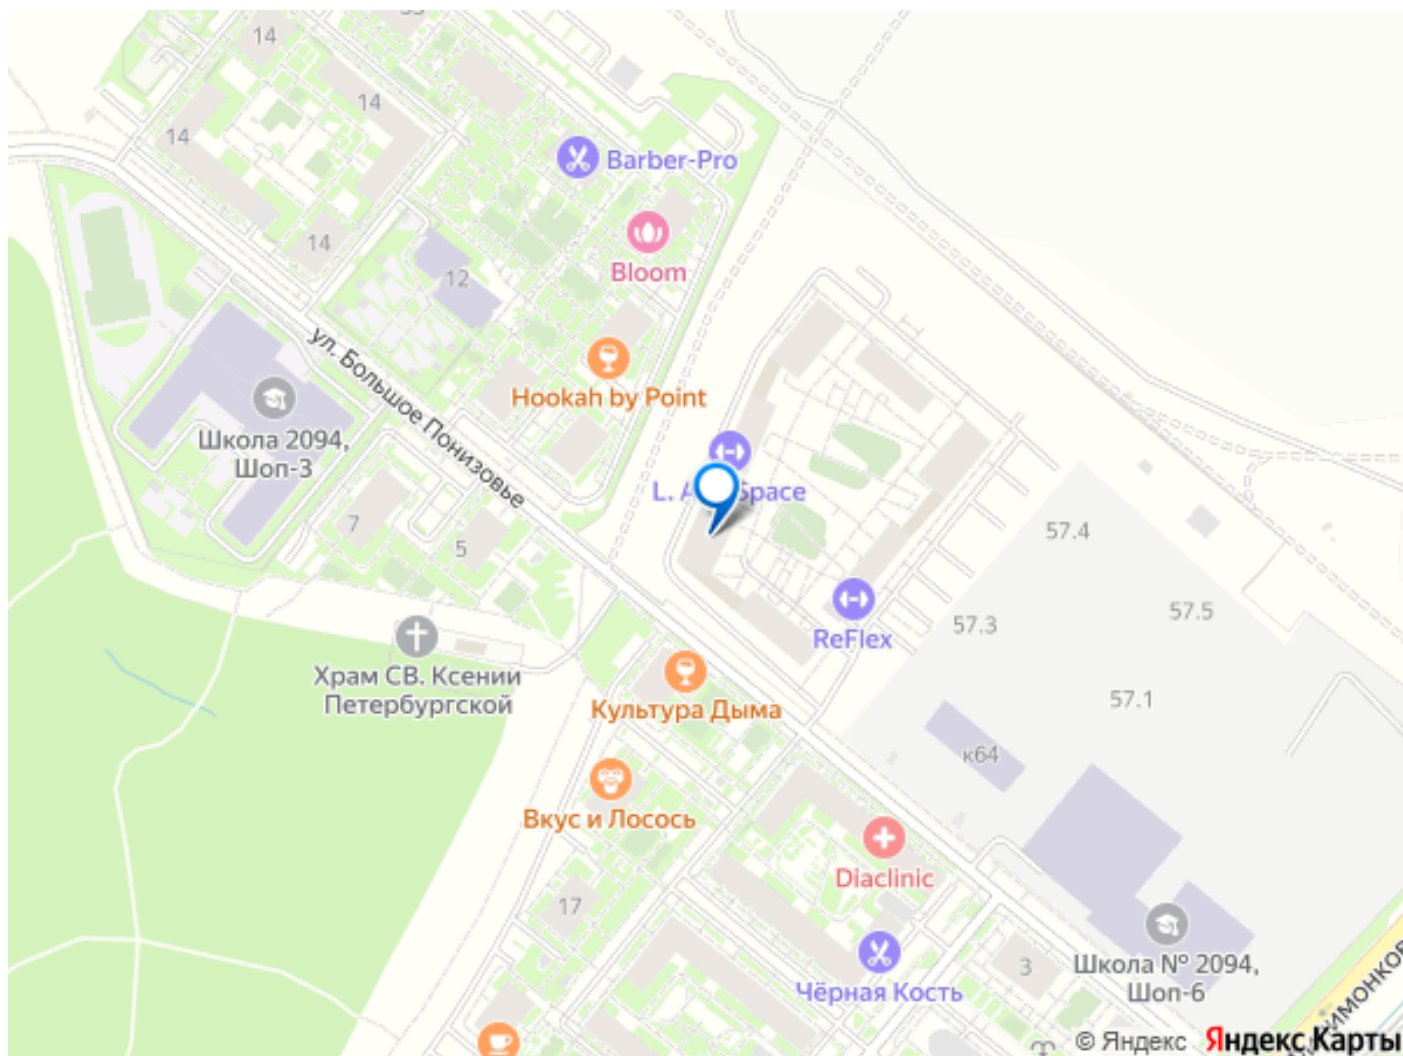 14
14
14
Barber-Pro
14
Bloom
12
ул. Большое Понизовье
Hookah by Point
Школа 2094,
Шоп-3
Space
7
5
57.4
57.5
57.3
ReFlex
Храм СВ. Ксении
Петербургской
57.1
Культура Дыма
к64
Вкус и Лосось
Diaclinic
17
3
Школа № 2094,
Шоп-6
Чёрная Кость
© Яндекс Яндекс Карты